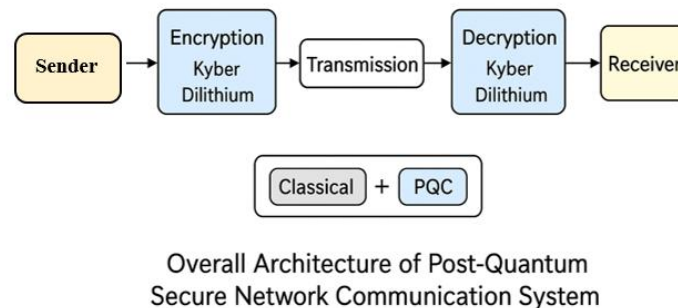 Sender
Encryption
Kyber
Dilithium
Transmission
Decryption
Kyber
Dilithium
Receiver
Classical + PQC
Overall Architecture of Post-Quantum
Secure Network Communication System